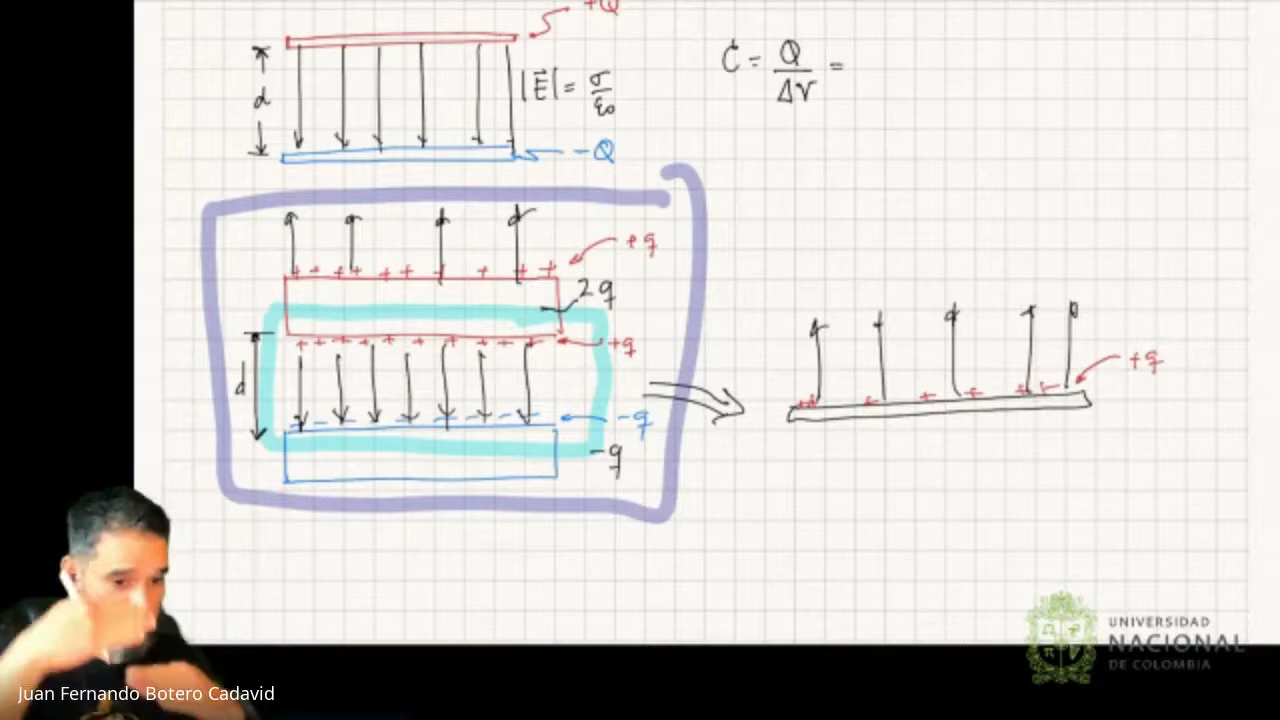 +Q
d
|E⃗| = σ/ε₀
-Q
C = Q/ΔV =
+q
2q
+q
d
-q
-q
+q
UNIVERSIDAD
NACIONAL
DE COLOMBIA
Juan Fernando Botero Cadavid